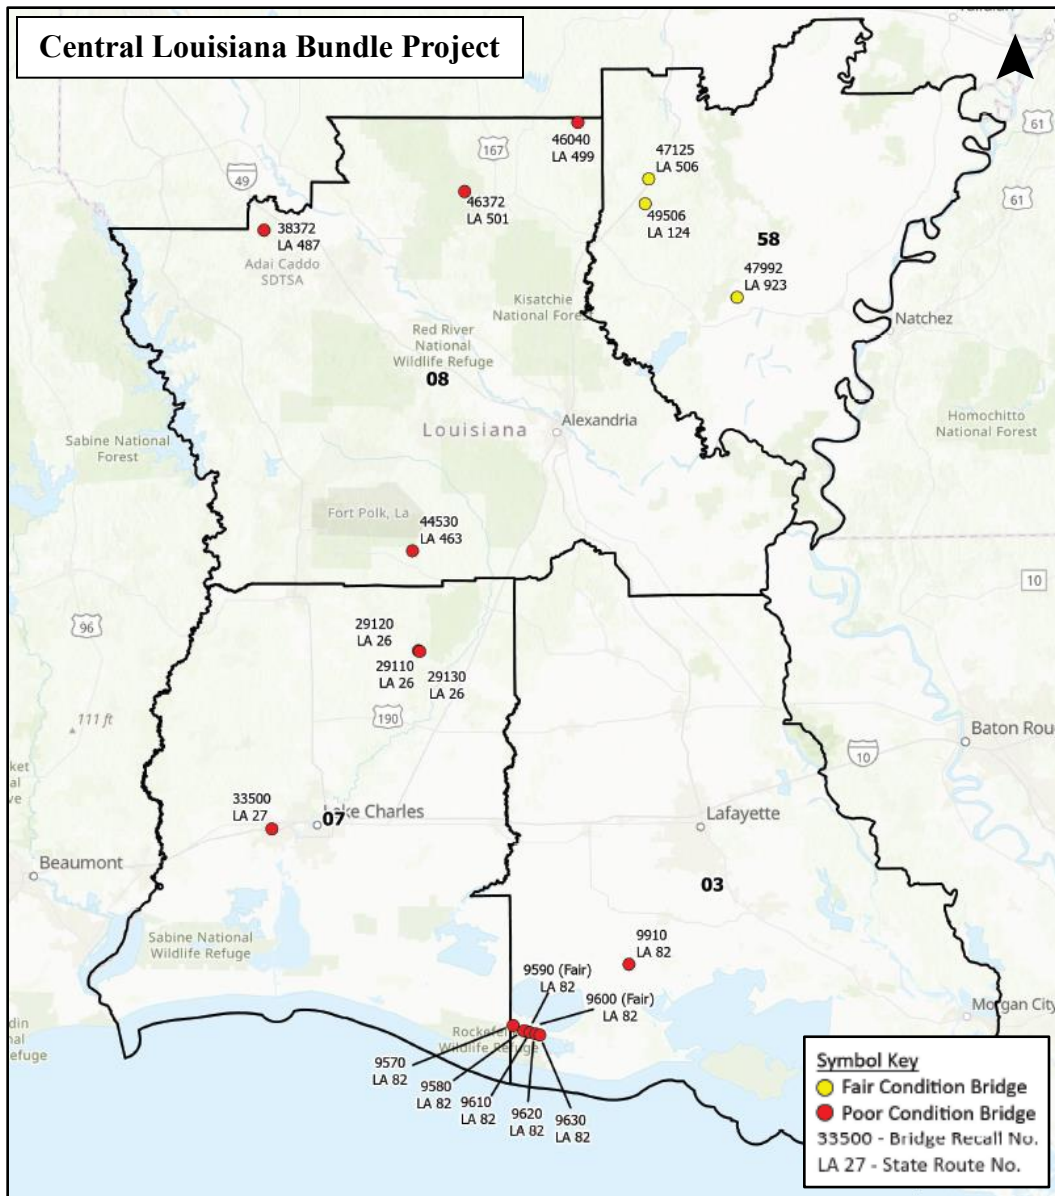 Central Louisiana Bundle Project
61
46040
LA 499
167
47125
LA 506
49
61
46372
LA 501
49506
LA 124
38372
LA 487
58
Adai Caddo
SDTSA
47992
LA 923
Kisatchie
National Forest
Natchez
Red River
National
Wildlife Refuge
08
Alexandria
Homochitto
National Forest
Louisiana
Sabine National
Forest
Fort Polk, La
44530
LA 463
10
96
29120
LA 26
29110
LA 26
29130
LA 26
190
111 ft
Baton Rou
10
33500
LA 27
Lake Charles
07
Lafayette
Beaumont
03
Sabine National
Wildlife Refuge
9910
LA 82
9590 (Fair)
LA 82
9600 (Fair)
LA 82
Morgan City
din
nal
efuge
Wildlife Refuge
9570
LA 82
9580
LA 82
9610
LA 82
9620
LA 82
9630
LA 82
Symbol Key
Fair Condition Bridge
Poor Condition Bridge
33500 - Bridge Recall No.
LA 27 - State Route No.